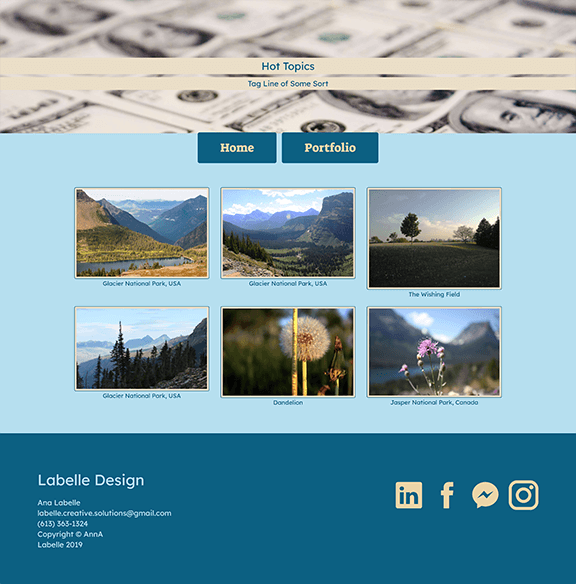 Hot Topics
Tag Line of Some Sort
Home Portfolio
Glacier National Park, USA
Glacier National Park, USA
The Wishing Field
Glacier National Park, USA
Dandelion
Jasper National Park, Canada
Labelle Design
Ana Labelle
labelle.creative.solutions@gmail.com
(613) 363-1324
Copyright © AnnA
Labelle 2019